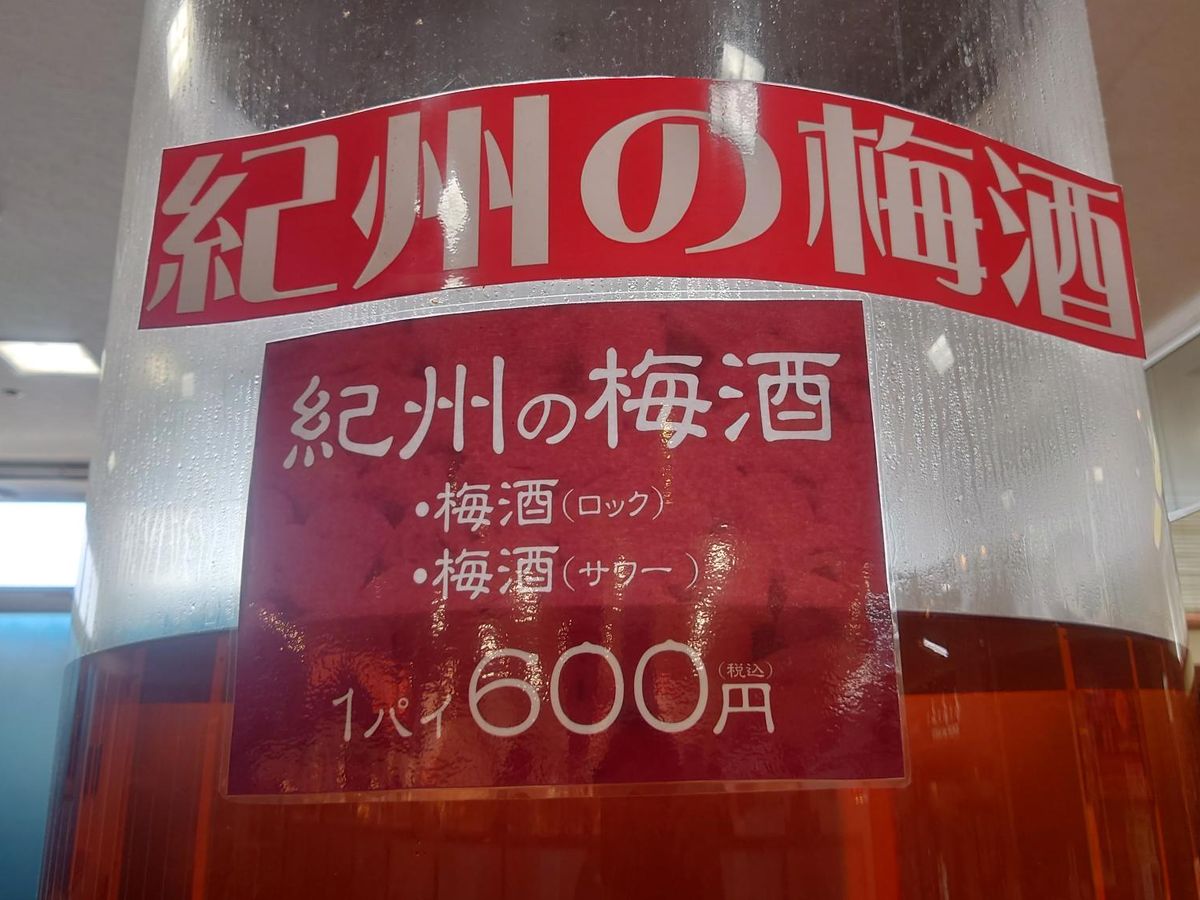 紀州の梅酒
紀州の梅酒
・梅酒(ロック)
・梅酒(サワー)
1パイ600円(税込)